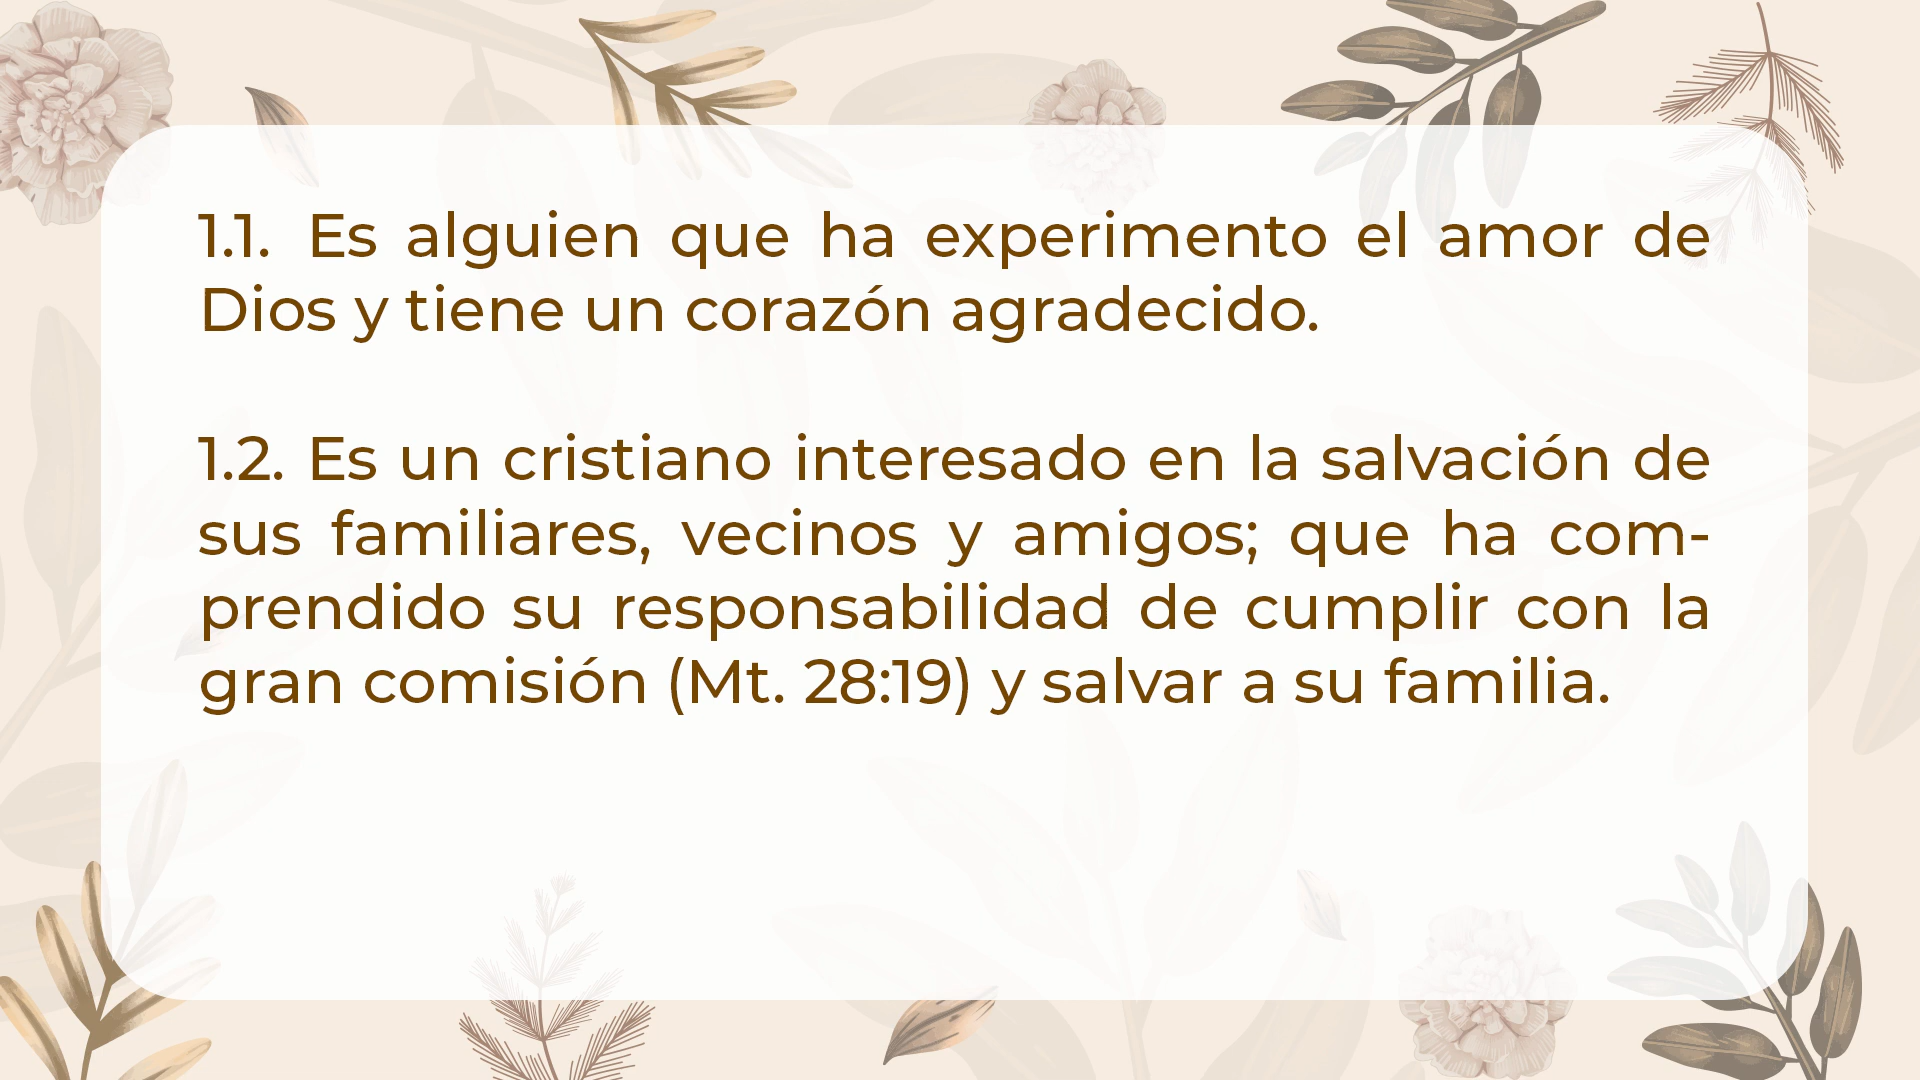 1.1. Es alguien que ha experimento el amor de
Dios y tiene un corazón agradecido.
1.2. Es un cristiano interesado en la salvación de
sus familiares, vecinos y amigos; que ha com-
prendido su responsabilidad de cumplir con la
gran comisión (Mt. 28:19) y salvar a su familia.